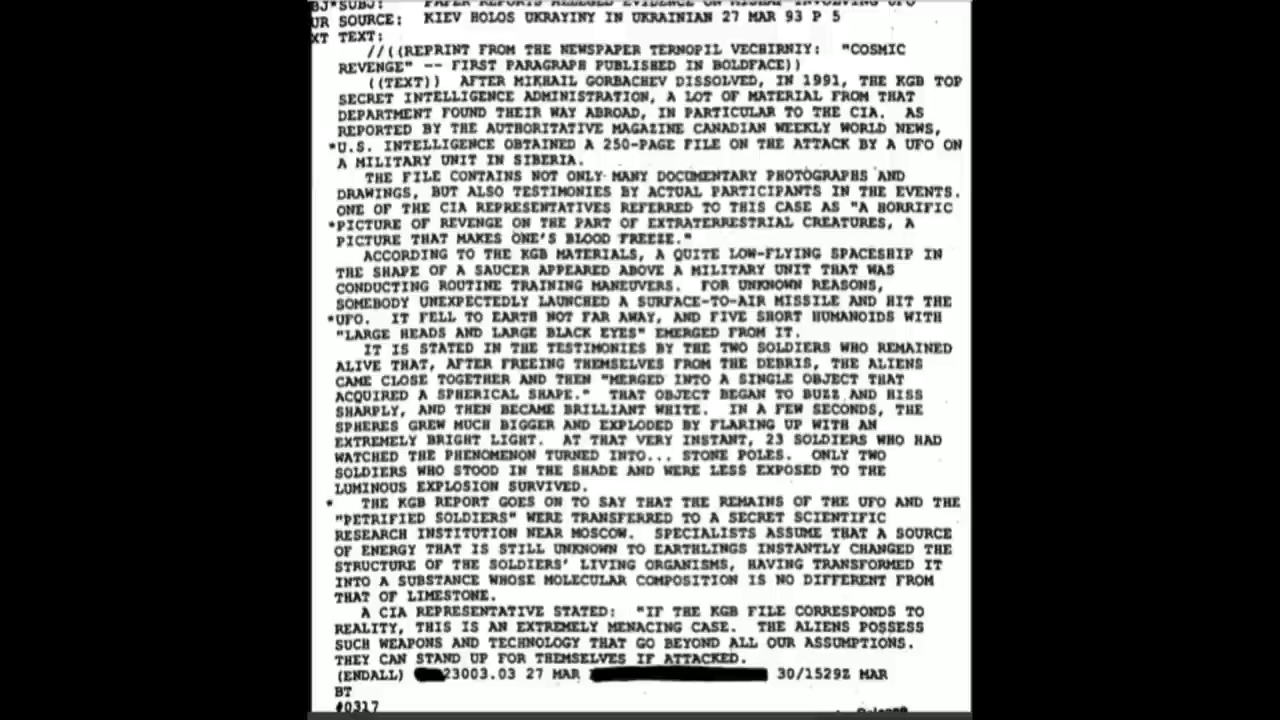 BJ*SUBJ: PAPER REPORTS ALLEGED EVIDENCE ON MISHAP INVOLVING UFO
UR SOURCE: KIEV HOLOS UKRAYINY IN UKRAINIAN 27 MAR 93 P 5
XT TEXT:
//((REPRINT FROM THE NEWSPAPER TERNOPIL VECHIRNIY: "COSMIC
REVENGE" -- FIRST PARAGRAPH PUBLISHED IN BOLDFACE))
((TEXT)) AFTER MIKHAIL GORBACHEV DISSOLVED, IN 1991, THE KGB TOP
SECRET INTELLIGENCE ADMINISTRATION, A LOT OF MATERIAL FROM THAT
DEPARTMENT FOUND THEIR WAY ABROAD, IN PARTICULAR TO THE CIA. AS
REPORTED BY THE AUTHORITATIVE MAGAZINE CANADIAN WEEKLY WORLD NEWS,
*U.S. INTELLIGENCE OBTAINED A 250-PAGE FILE ON THE ATTACK BY A UFO ON
A MILITARY UNIT IN SIBERIA.
THE FILE CONTAINS NOT ONLY MANY DOCUMENTARY PHOTOGRAPHS AND
DRAWINGS, BUT ALSO TESTIMONIES BY ACTUAL PARTICIPANTS IN THE EVENTS.
ONE OF THE CIA REPRESENTATIVES REFERRED TO THIS CASE AS "A HORRIFIC
*PICTURE OF REVENGE ON THE PART OF EXTRATERRESTRIAL CREATURES, A
PICTURE THAT MAKES ONE'S BLOOD FREEZE."
ACCORDING TO THE KGB MATERIALS, A QUITE LOW-FLYING SPACESHIP IN
THE SHAPE OF A SAUCER APPEARED ABOVE A MILITARY UNIT THAT WAS
CONDUCTING ROUTINE TRAINING MANEUVERS. FOR UNKNOWN REASONS,
SOMEBODY UNEXPECTEDLY LAUNCHED A SURFACE-TO-AIR MISSILE AND HIT THE
*UFO. IT FELL TO EARTH NOT FAR AWAY, AND FIVE SHORT HUMANOIDS WITH
"LARGE HEADS AND LARGE BLACK EYES" EMERGED FROM IT.
IT IS STATED IN THE TESTIMONIES BY THE TWO SOLDIERS WHO REMAINED
ALIVE THAT, AFTER FREEING THEMSELVES FROM THE DEBRIS, THE ALIENS
CAME CLOSE TOGETHER AND THEN "MERGED INTO A SINGLE OBJECT THAT
ACQUIRED A SPHERICAL SHAPE." THAT OBJECT BEGAN TO BUZZ AND HISS
SHARPLY, AND THEN BECAME BRILLIANT WHITE. IN A FEW SECONDS, THE
SPHERES GREW MUCH BIGGER AND EXPLODED BY FLARING UP WITH AN
EXTREMELY BRIGHT LIGHT. AT THAT VERY INSTANT, 23 SOLDIERS WHO HAD
WATCHED THE PHENOMENON TURNED INTO... STONE POLES. ONLY TWO
SOLDIERS WHO STOOD IN THE SHADE AND WERE LESS EXPOSED TO THE
LUMINOUS EXPLOSION SURVIVED.
* THE KGB REPORT GOES ON TO SAY THAT THE REMAINS OF THE UFO AND THE
"PETRIFIED SOLDIERS" WERE TRANSFERRED TO A SECRET SCIENTIFIC
RESEARCH INSTITUTION NEAR MOSCOW. SPECIALISTS ASSUME THAT A SOURCE
OF ENERGY THAT IS STILL UNKNOWN TO EARTHLINGS INSTANTLY CHANGED THE
STRUCTURE OF THE SOLDIERS' LIVING ORGANISMS, HAVING TRANSFORMED IT
INTO A SUBSTANCE WHOSE MOLECULAR COMPOSITION IS NO DIFFERENT FROM
THAT OF LIMESTONE.
A CIA REPRESENTATIVE STATED: "IF THE KGB FILE CORRESPONDS TO
REALITY, THIS IS AN EXTREMELY MENACING CASE. THE ALIENS POSSESS
SUCH WEAPONS AND TECHNOLOGY THAT GO BEYOND ALL OUR ASSUMPTIONS.
THEY CAN STAND UP FOR THEMSELVES IF ATTACKED.
(ENDALL) 23003.03 27 MAR 30/1529Z MAR
BT
#0317